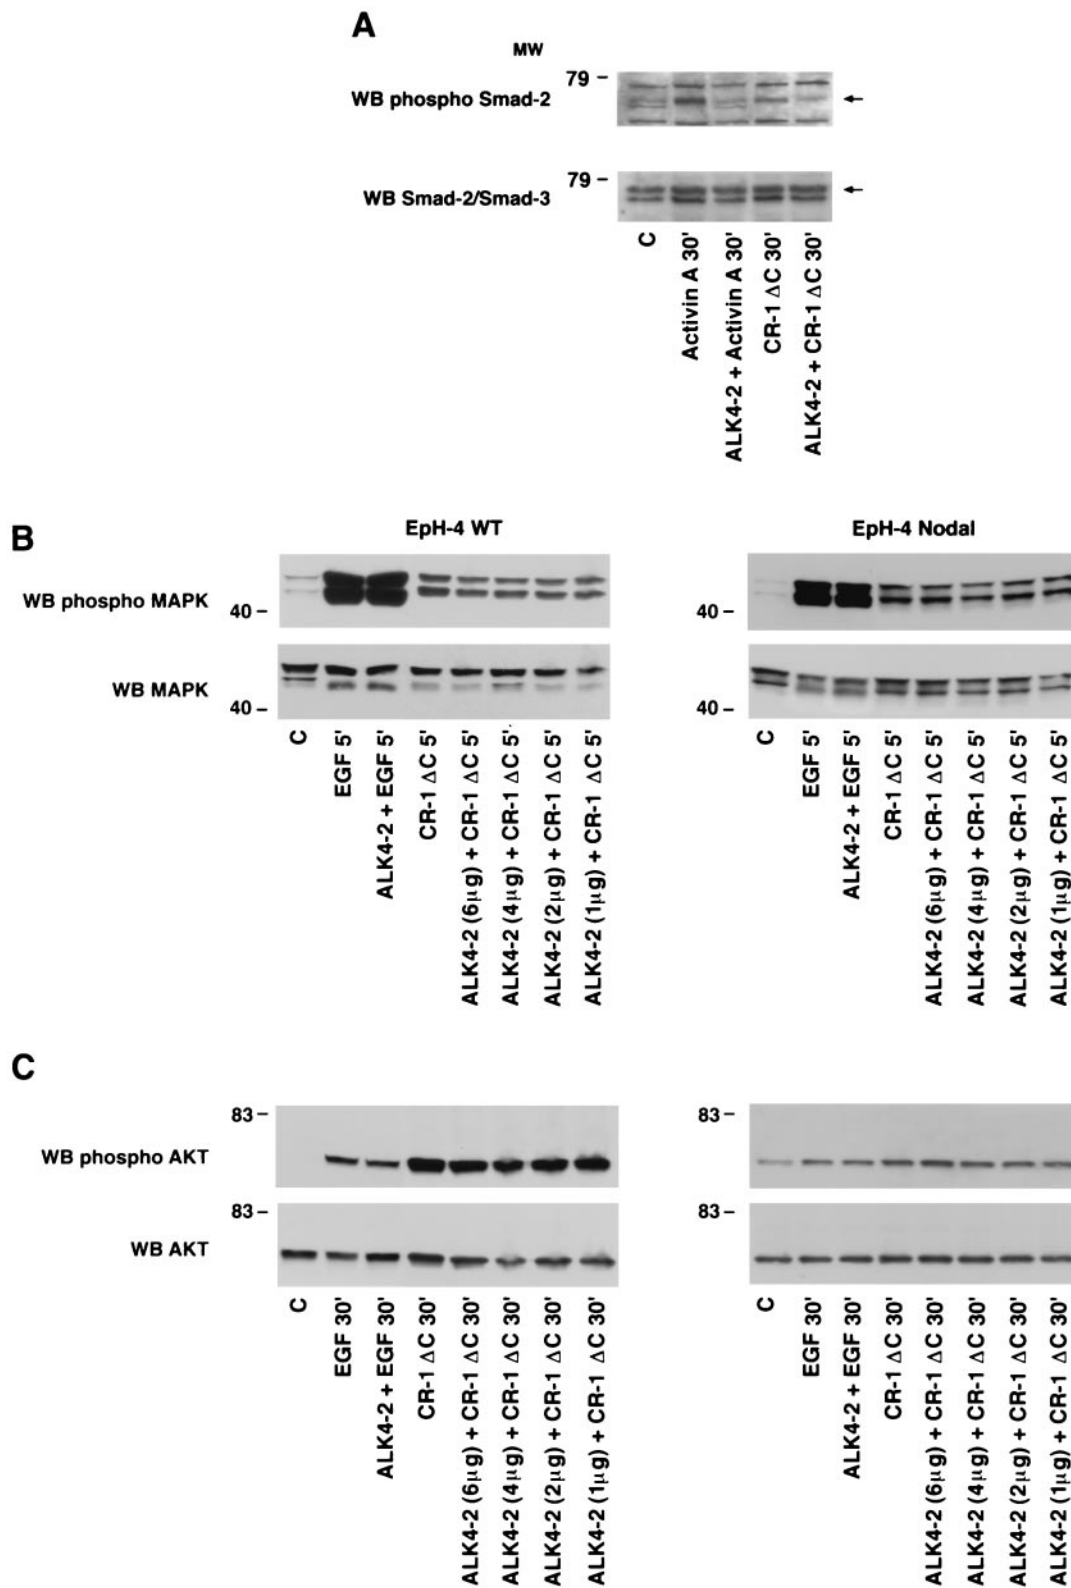 A
MW
79 –
WB phospho Smad-2
79 –
WB Smad-2/Smad-3
C
Activin A 30'
ALK4-2 + Activin A 30'
CR-1 ΔC 30'
ALK4-2 + CR-1 ΔC 30'
B
EpH-4 WT
EpH-4 Nodal
WB phospho MAPK
40 –
40 –
WB MAPK
40 –
40 –
C
EGF 5'
ALK4-2 + EGF 5'
CR-1 ΔC 5'
ALK4-2 (6μg) + CR-1 ΔC 5'
ALK4-2 (4μg) + CR-1 ΔC 5'
ALK4-2 (2μg) + CR-1 ΔC 5'
ALK4-2 (1μg) + CR-1 ΔC 5'
C
EGF 5'
ALK4-2 + EGF 5'
CR-1 ΔC 5'
ALK4-2 (6μg) + CR-1 ΔC 5'
ALK4-2 (4μg) + CR-1 ΔC 5'
ALK4-2 (2μg) + CR-1 ΔC 5'
ALK4-2 (1μg) + CR-1 ΔC 5'
C
83 –
83 –
WB phospho AKT
83 –
83 –
WB AKT
C
EGF 30'
ALK4-2 + EGF 30'
CR-1 ΔC 30'
ALK4-2 (6μg) + CR-1 ΔC 30'
ALK4-2 (4μg) + CR-1 ΔC 30'
ALK4-2 (2μg) + CR-1 ΔC 30'
ALK4-2 (1μg) + CR-1 ΔC 30'
C
EGF 30'
ALK4-2 + EGF 30'
CR-1 ΔC 30'
ALK4-2 (6μg) + CR-1 ΔC 30'
ALK4-2 (4μg) + CR-1 ΔC 30'
ALK4-2 (2μg) + CR-1 ΔC 30'
ALK4-2 (1μg) + CR-1 ΔC 30'